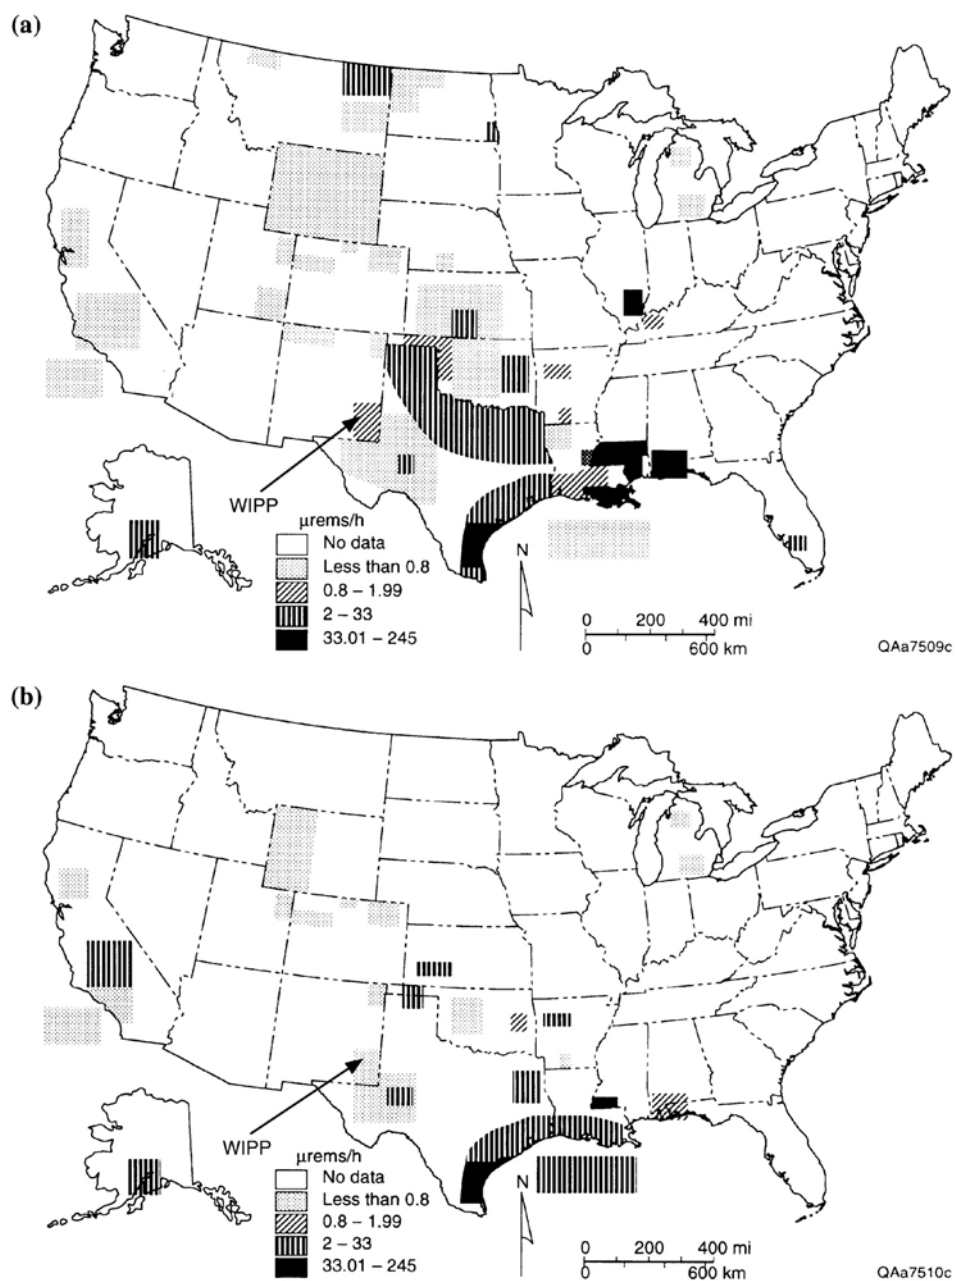 (a)
WIPP
μrems/h
No data
Less than 0.8
0.8 – 1.99
2 – 33
33.01 – 245
N
0 200 400 mi
0 600 km
QAa7509c
(b)
WIPP
μrems/h
No data
Less than 0.8
0.8 – 1.99
2 – 33
33.01 – 245
N
0 200 400 mi
0 600 km
QAa7510c